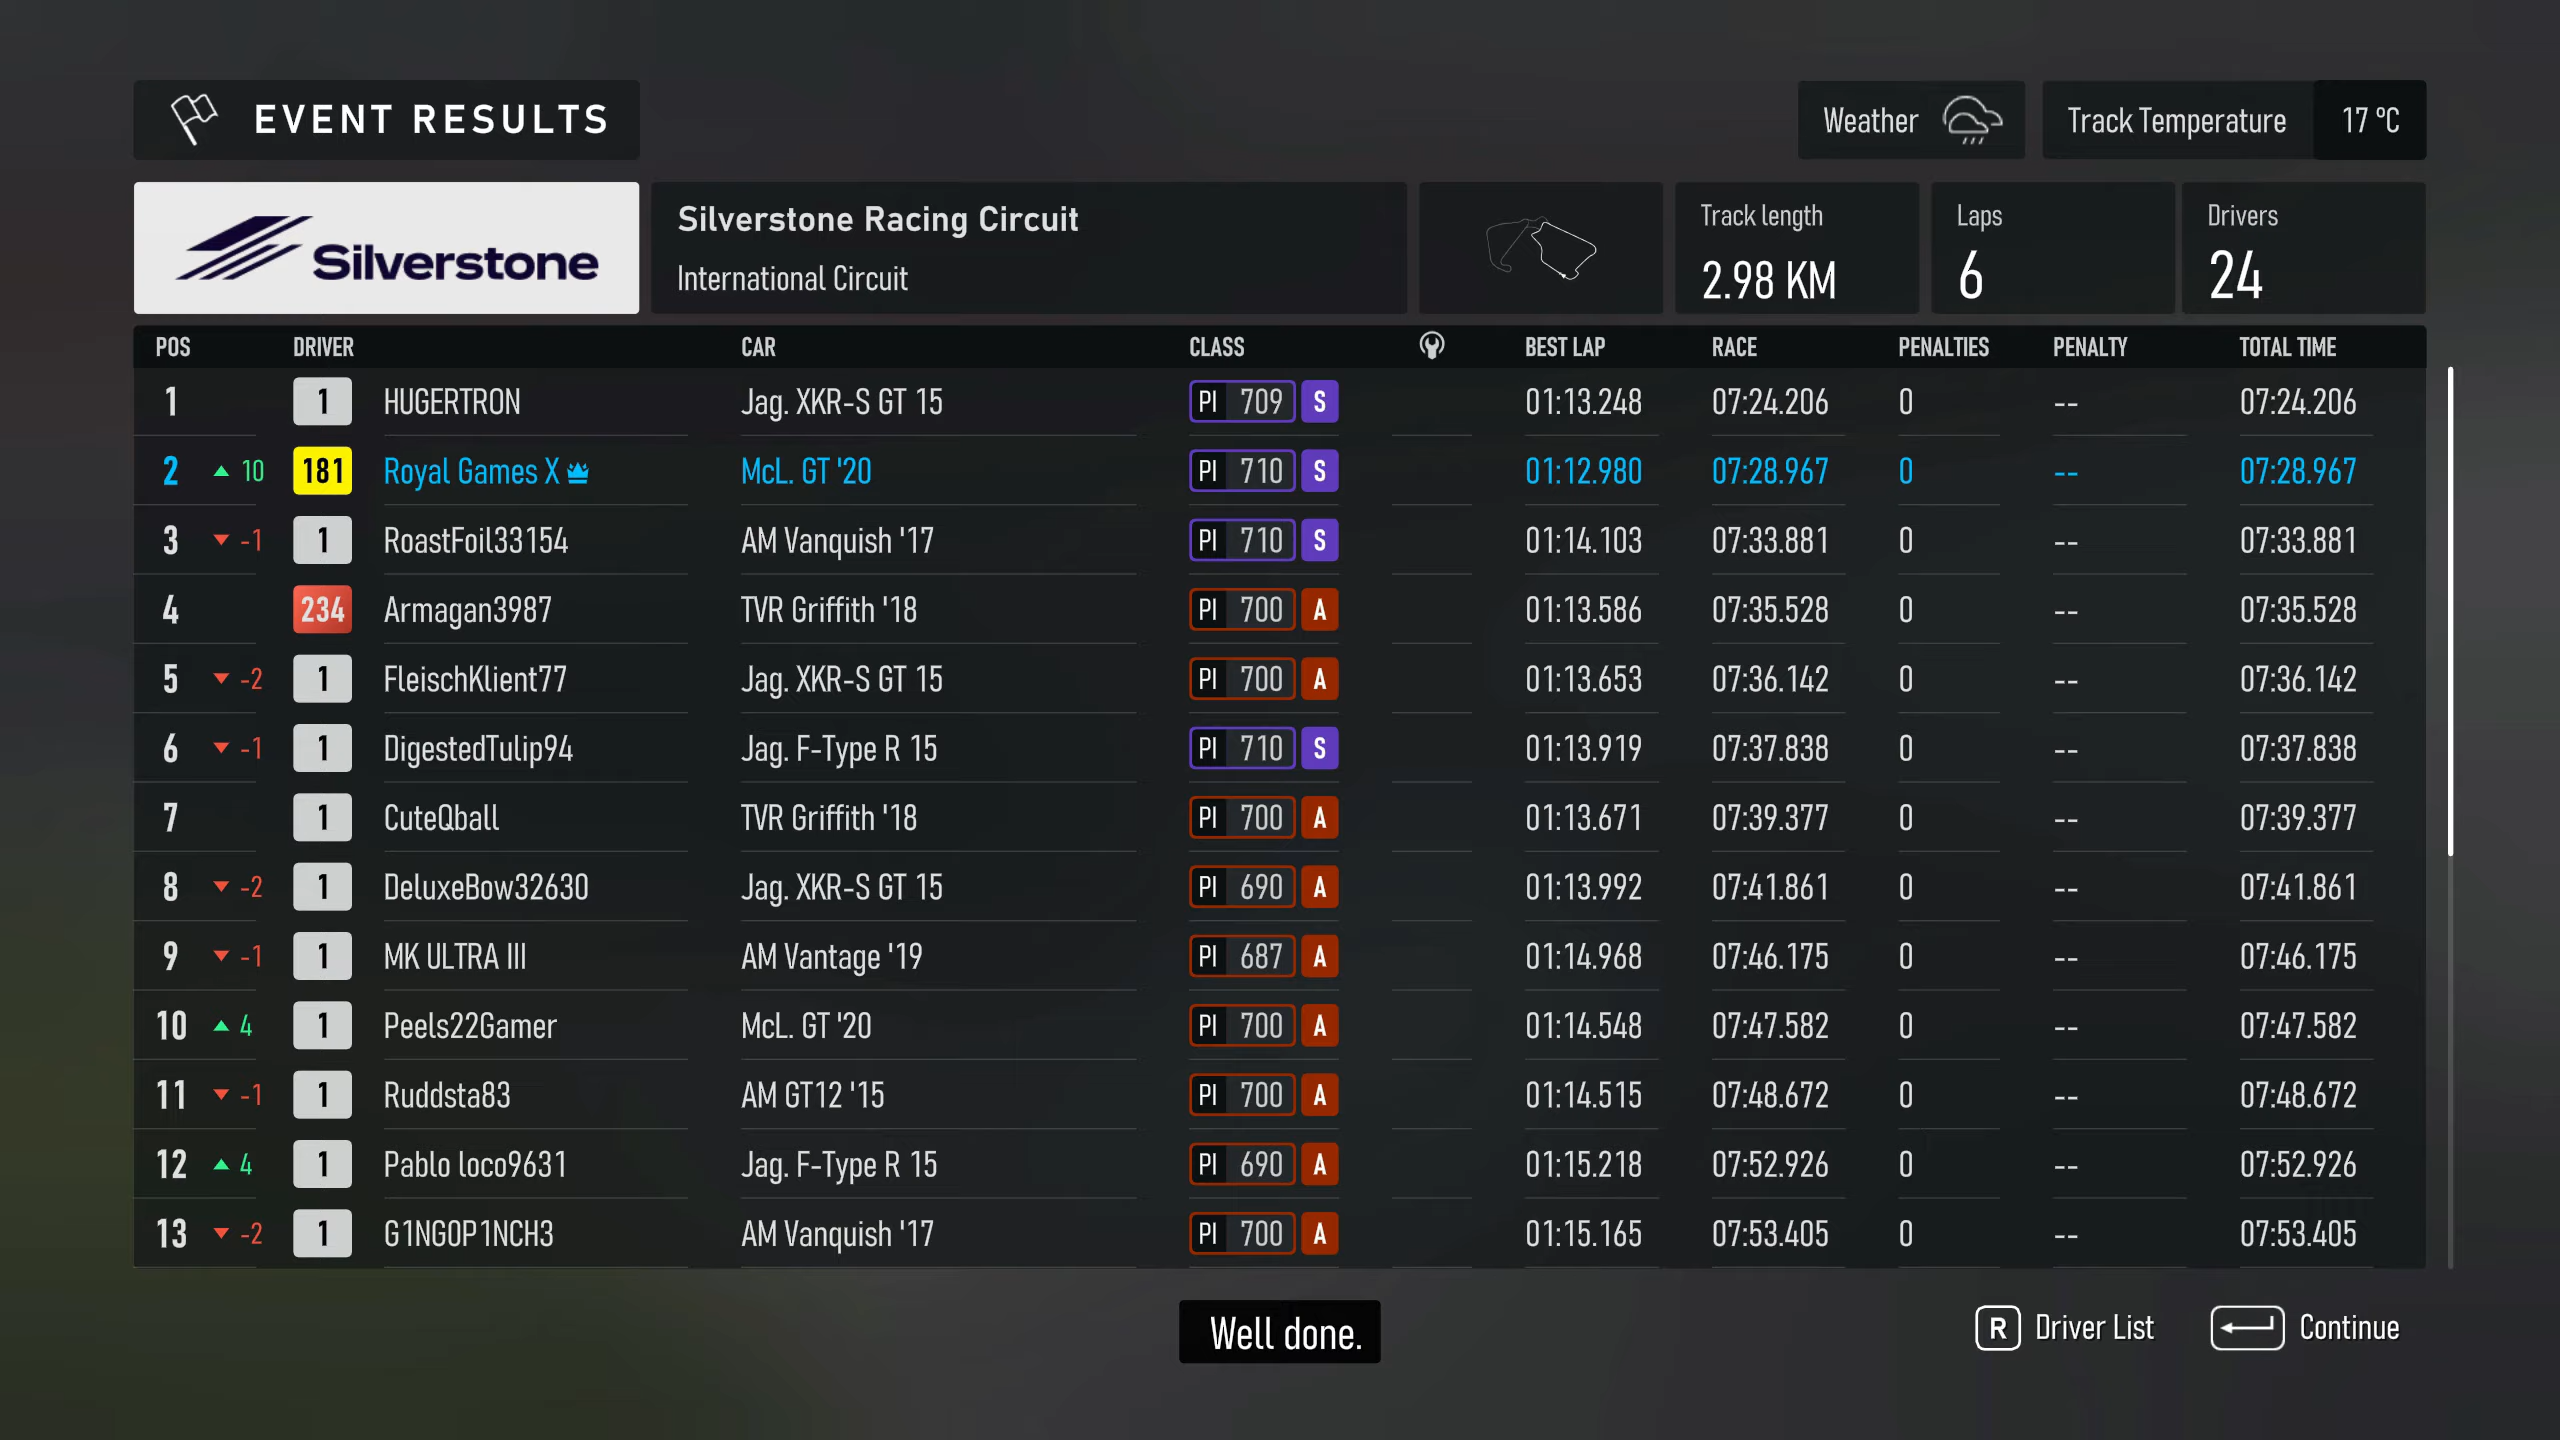 EVENT RESULTS
Weather
Track Temperature 17 °C
Silverstone
Silverstone Racing Circuit
International Circuit
Track length
2.98 KM
Laps
6
Drivers
24
POS DRIVER CAR CLASS BEST LAP RACE PENALTIES PENALTY TOTAL TIME
1 1 HUGERTRON Jag. XKR-S GT 15 PI 709 S 01:13.248 07:24.206 0 -- 07:24.206
2 ▲ 10 181 Royal Games X McL. GT '20 PI 710 S 01:12.980 07:28.967 0 -- 07:28.967
3 ▼ -1 1 RoastFoil33154 AM Vanquish '17 PI 710 S 01:14.103 07:33.881 0 -- 07:33.881
4 234 Armagan3987 TVR Griffith '18 PI 700 A 01:13.586 07:35.528 0 -- 07:35.528
5 ▼ -2 1 FleischKlient77 Jag. XKR-S GT 15 PI 700 A 01:13.653 07:36.142 0 -- 07:36.142
6 ▼ -1 1 DigestedTulip94 Jag. F-Type R 15 PI 710 S 01:13.919 07:37.838 0 -- 07:37.838
7 1 CuteQball TVR Griffith '18 PI 700 A 01:13.671 07:39.377 0 -- 07:39.377
8 ▼ -2 1 DeluxeBow32630 Jag. XKR-S GT 15 PI 690 A 01:13.992 07:41.861 0 -- 07:41.861
9 ▼ -1 1 MK ULTRA III AM Vantage '19 PI 687 A 01:14.968 07:46.175 0 -- 07:46.175
10 ▲ 4 1 Peels22Gamer McL. GT '20 PI 700 A 01:14.548 07:47.582 0 -- 07:47.582
11 ▼ -1 1 Ruddsta83 AM GT12 '15 PI 700 A 01:14.515 07:48.672 0 -- 07:48.672
12 ▲ 4 1 Pablo loco9631 Jag. F-Type R 15 PI 690 A 01:15.218 07:52.926 0 -- 07:52.926
13 ▼ -2 1 G1NGOP1NCH3 AM Vanquish '17 PI 700 A 01:15.165 07:53.405 0 -- 07:53.405
Well done.
R Driver List Continue